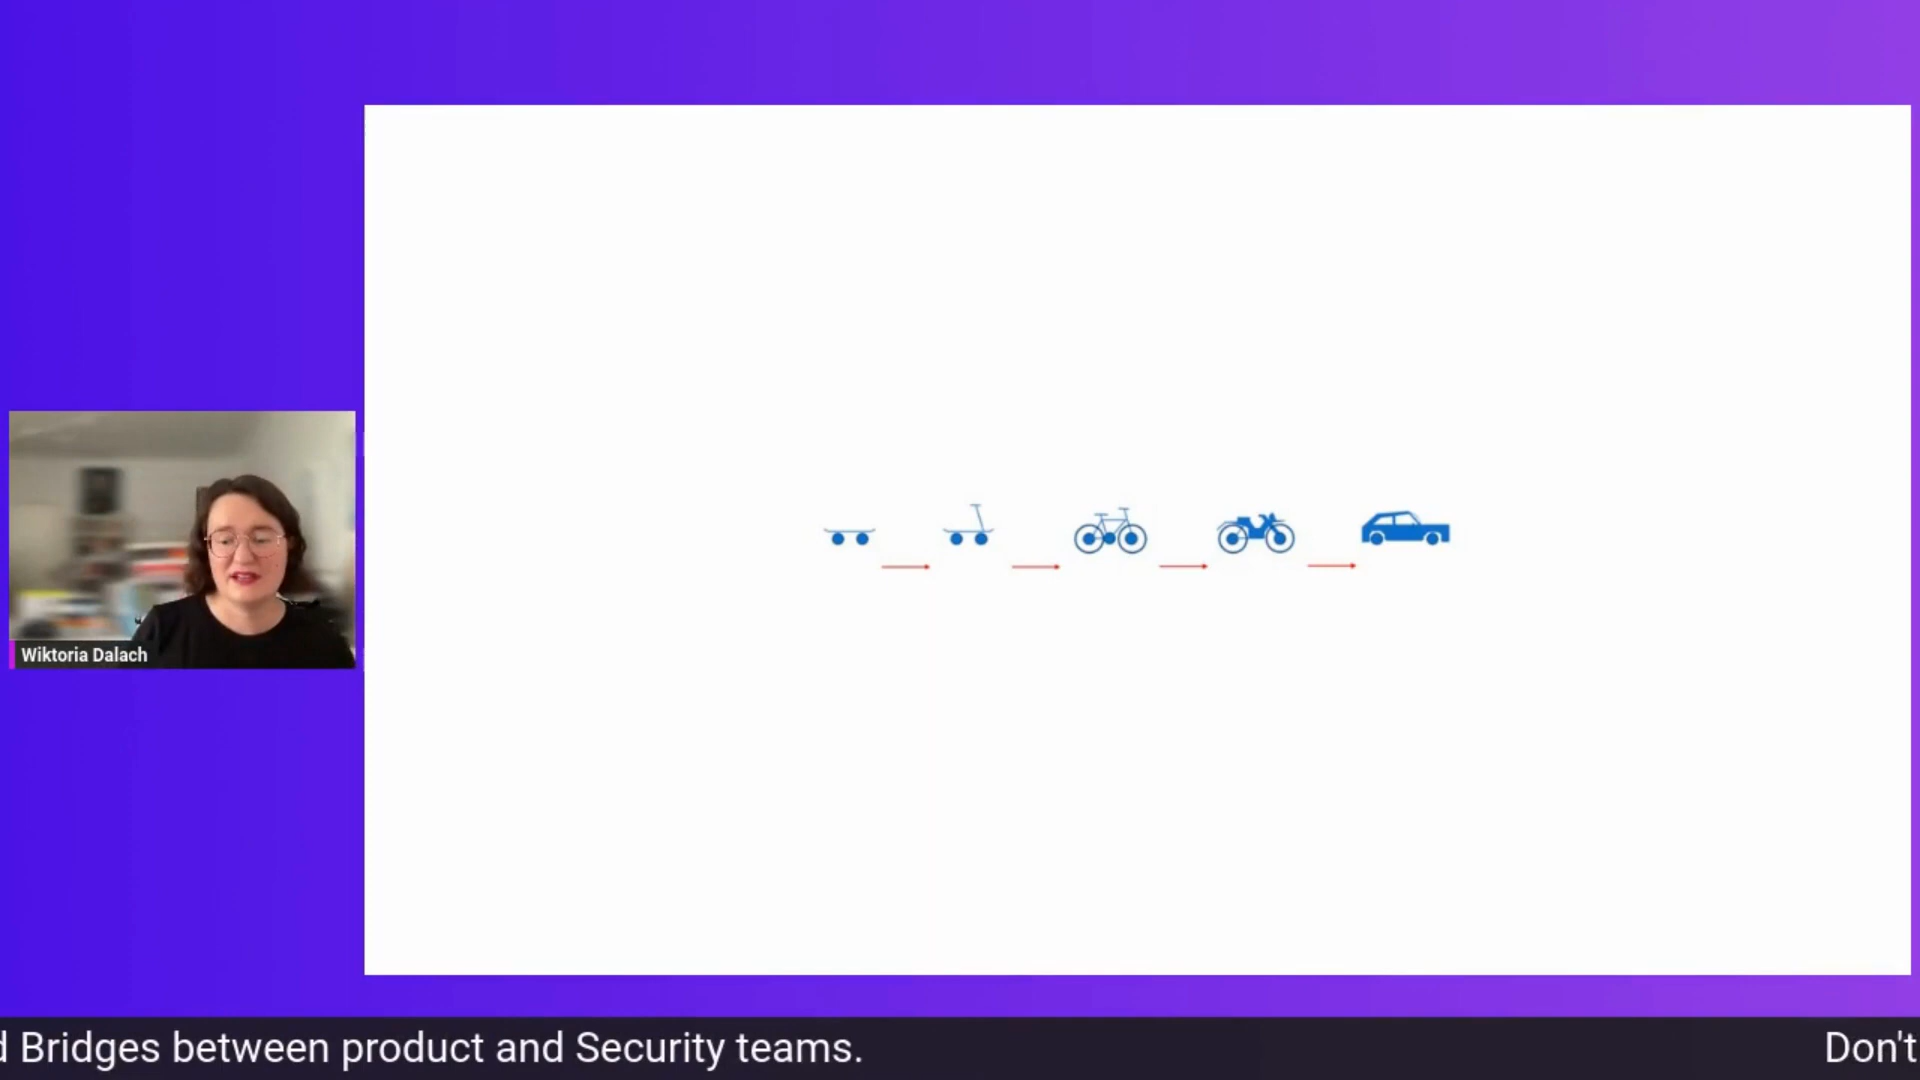 Wiktoria Dalach
d Bridges between product and Security teams.
Don't